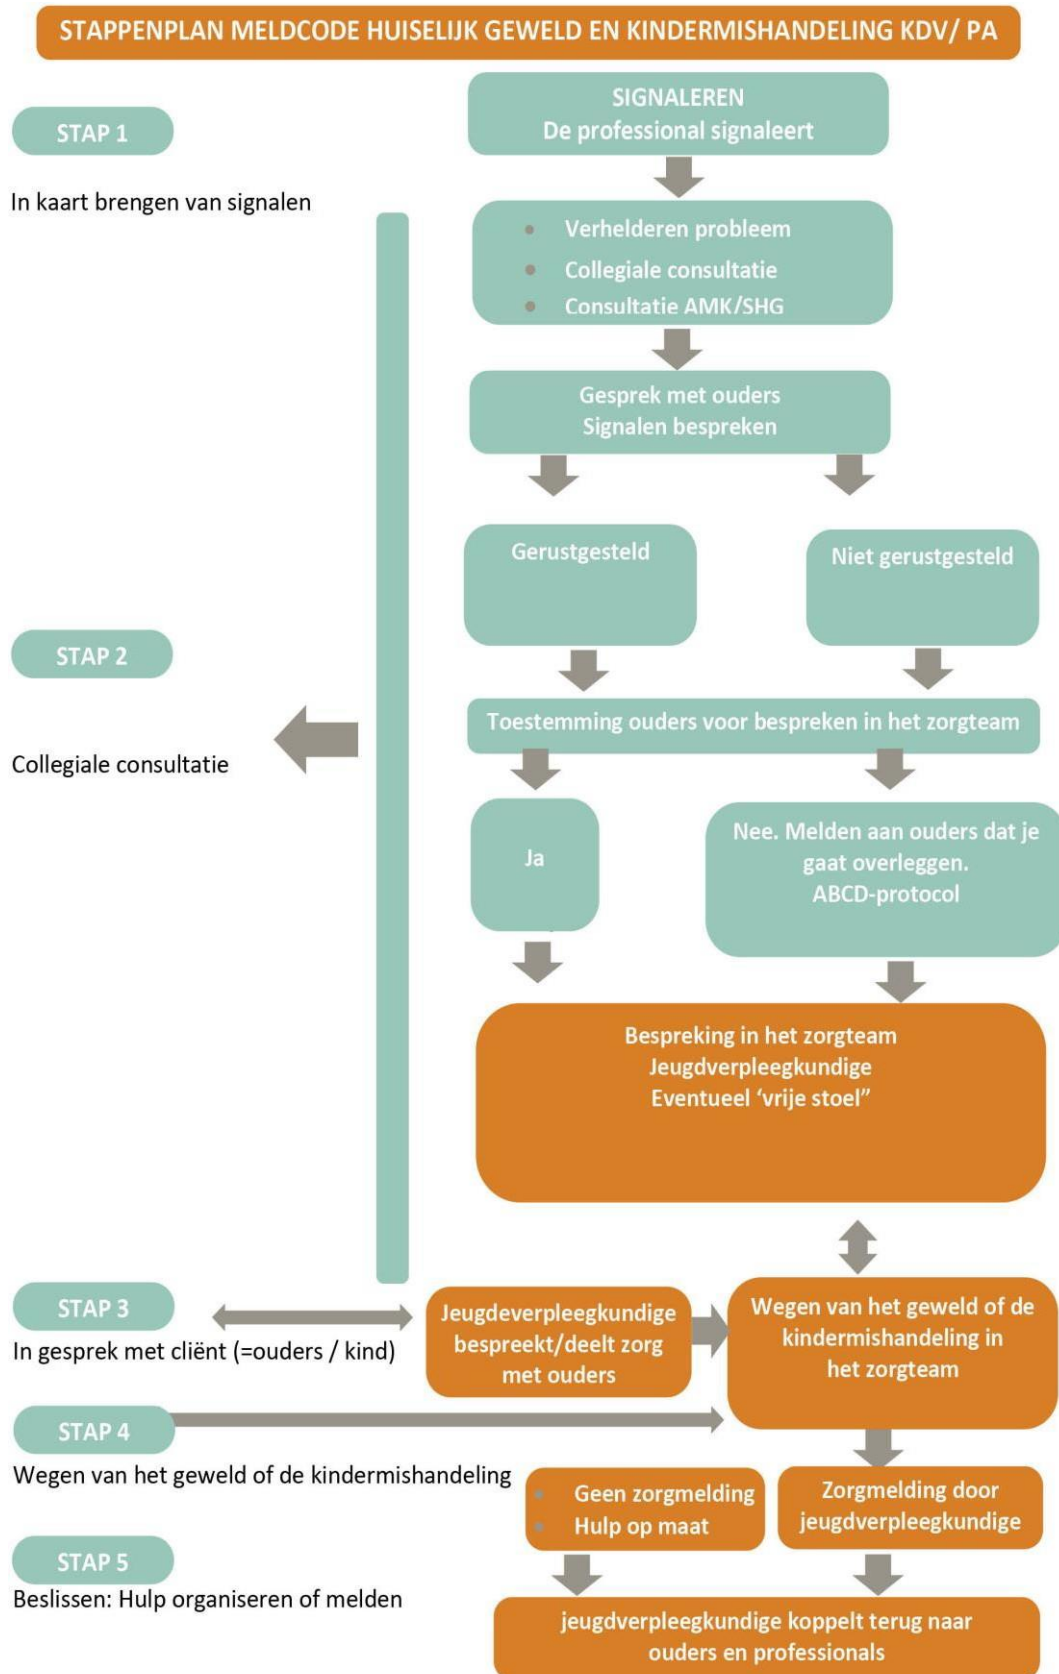 STAPPENPLAN MELDCODE HUISELIJK GEWELD EN KINDERMISHANDELING KDV/ PA
STAP 1
In kaart brengen van signalen
SIGNALEREN
De professional signaleert
Verhelderen probleem
Collegiale consultatie
Consultatie AMK/SHG
Gesprek met ouders
Signalen bespreken
Gerustgesteld
Niet gerustgesteld
STAP 2
Collegiale consultatie
Toestemming ouders voor bespreken in het zorgteam
Ja
Nee. Melden aan ouders dat je
gaat overleggen.
ABCD-protocol
Bespreking in het zorgteam
Jeugdverpleegkundige
Eventueel ‘vrije stoel”
STAP 3
In gesprek met cliënt (=ouders / kind)
Jeugdeverpleegkundige
bespreekt/deelt zorg
met ouders
Wegen van het geweld of de
kindermishandeling in
het zorgteam
STAP 4
Wegen van het geweld of de kindermishandeling
Geen zorgmelding
Hulp op maat
Zorgmelding door
jeugdverpleegkundige
STAP 5
Beslissen: Hulp organiseren of melden
jeugdverpleegkundige koppelt terug naar
ouders en professionals